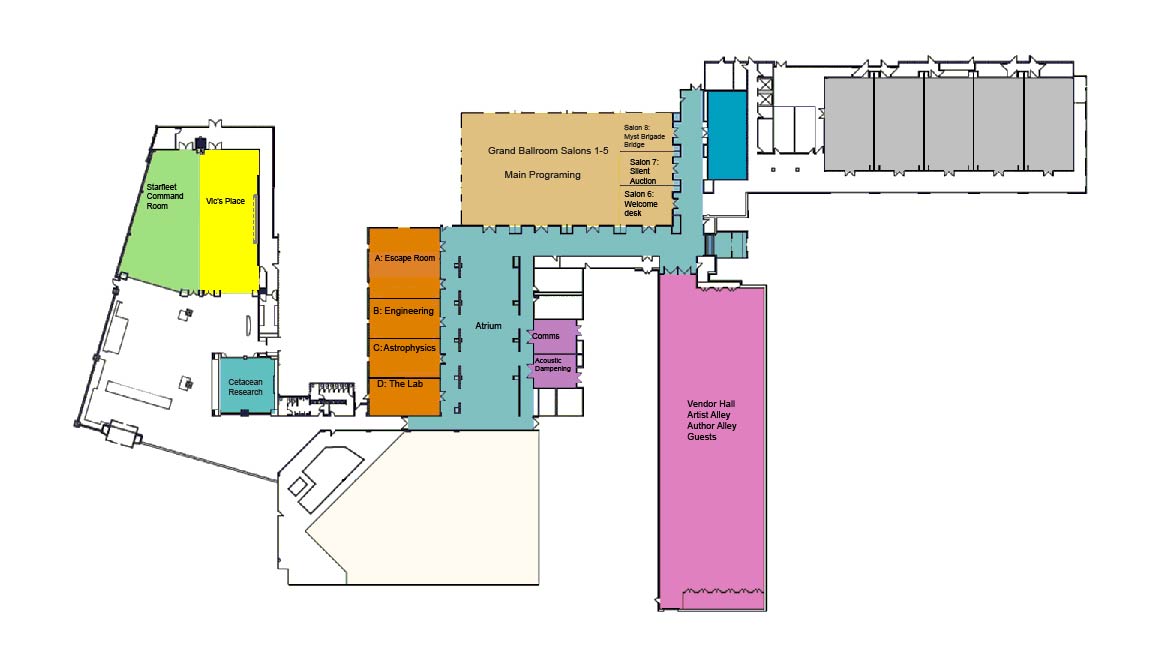 Grand Ballroom Salons 1-5
Main Programing
Salon 8:
Myst Brigade
Bridge
Salon 7:
Silent
Auction
Salon 6:
Welcome
desk
Starfleet
Command
Room
Vic's Place
A: Escape Room
B: Engineering
C: Astrophysics
D: The Lab
Atrium
Comms
Acoustic
Dampening
Cetacean
Research
Vendor Hall
Artist Alley
Author Alley
Guests